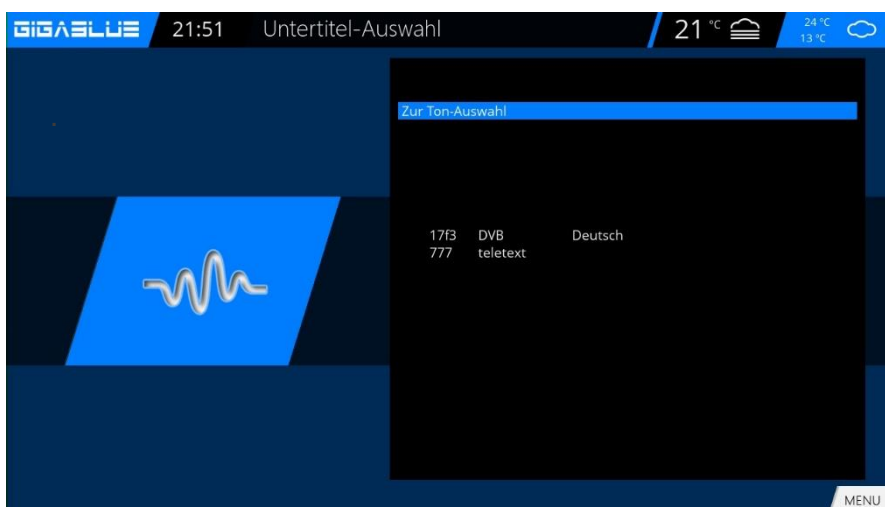 GIGABLUE 21:51 Untertitel-Auswahl 21 °C 24 °C
13 °C
Zur Ton-Auswahl
17f3 DVB Deutsch
777 teletext
MENU